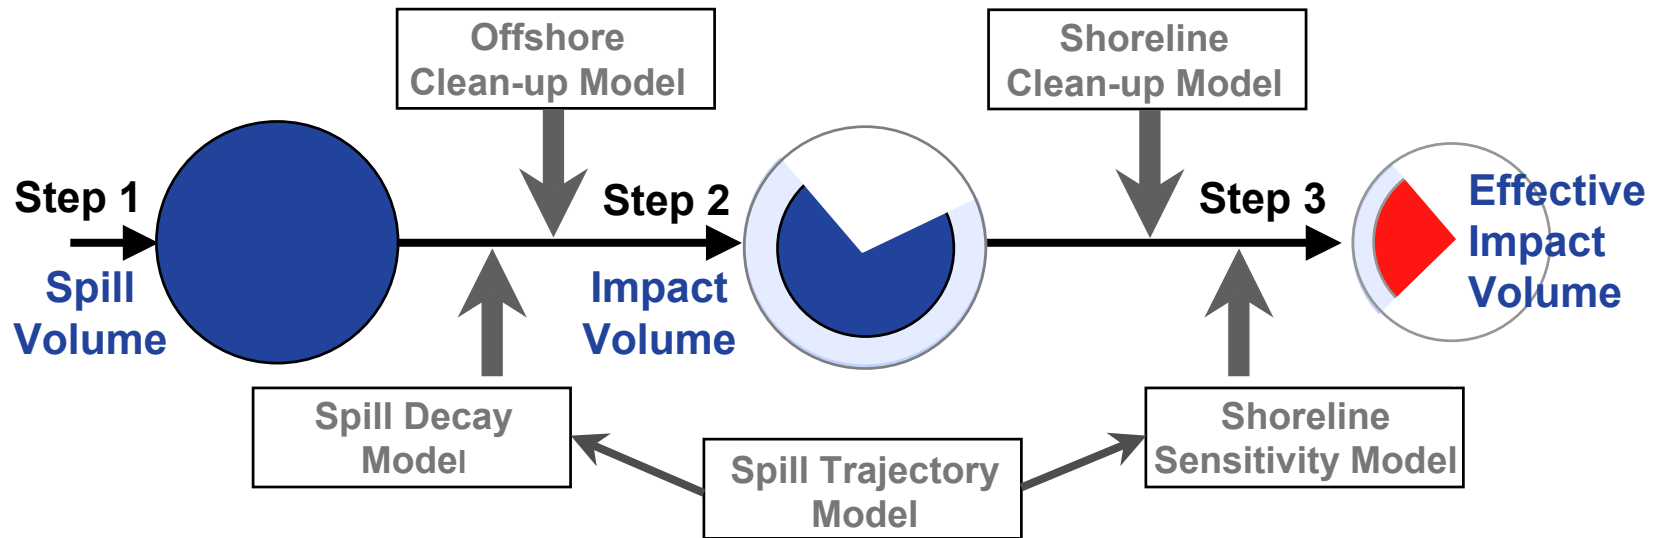 Offshore
Clean-up Model
Shoreline
Clean-up Model
Step 1
Spill
Volume
Step 2
Impact
Volume
Step 3
Effective
Impact
Volume
Spill Decay
Model
Spill Trajectory
Model
Shoreline
Sensitivity Model